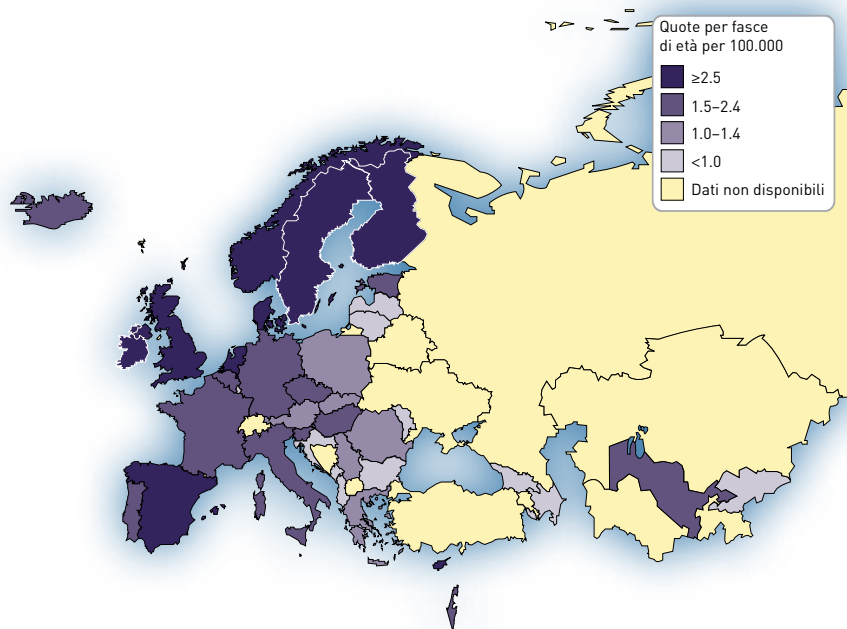 Quote per fasce
di età per 100.000
≥2.5
1.5–2.4
1.0–1.4
<1.0
Dati non disponibili